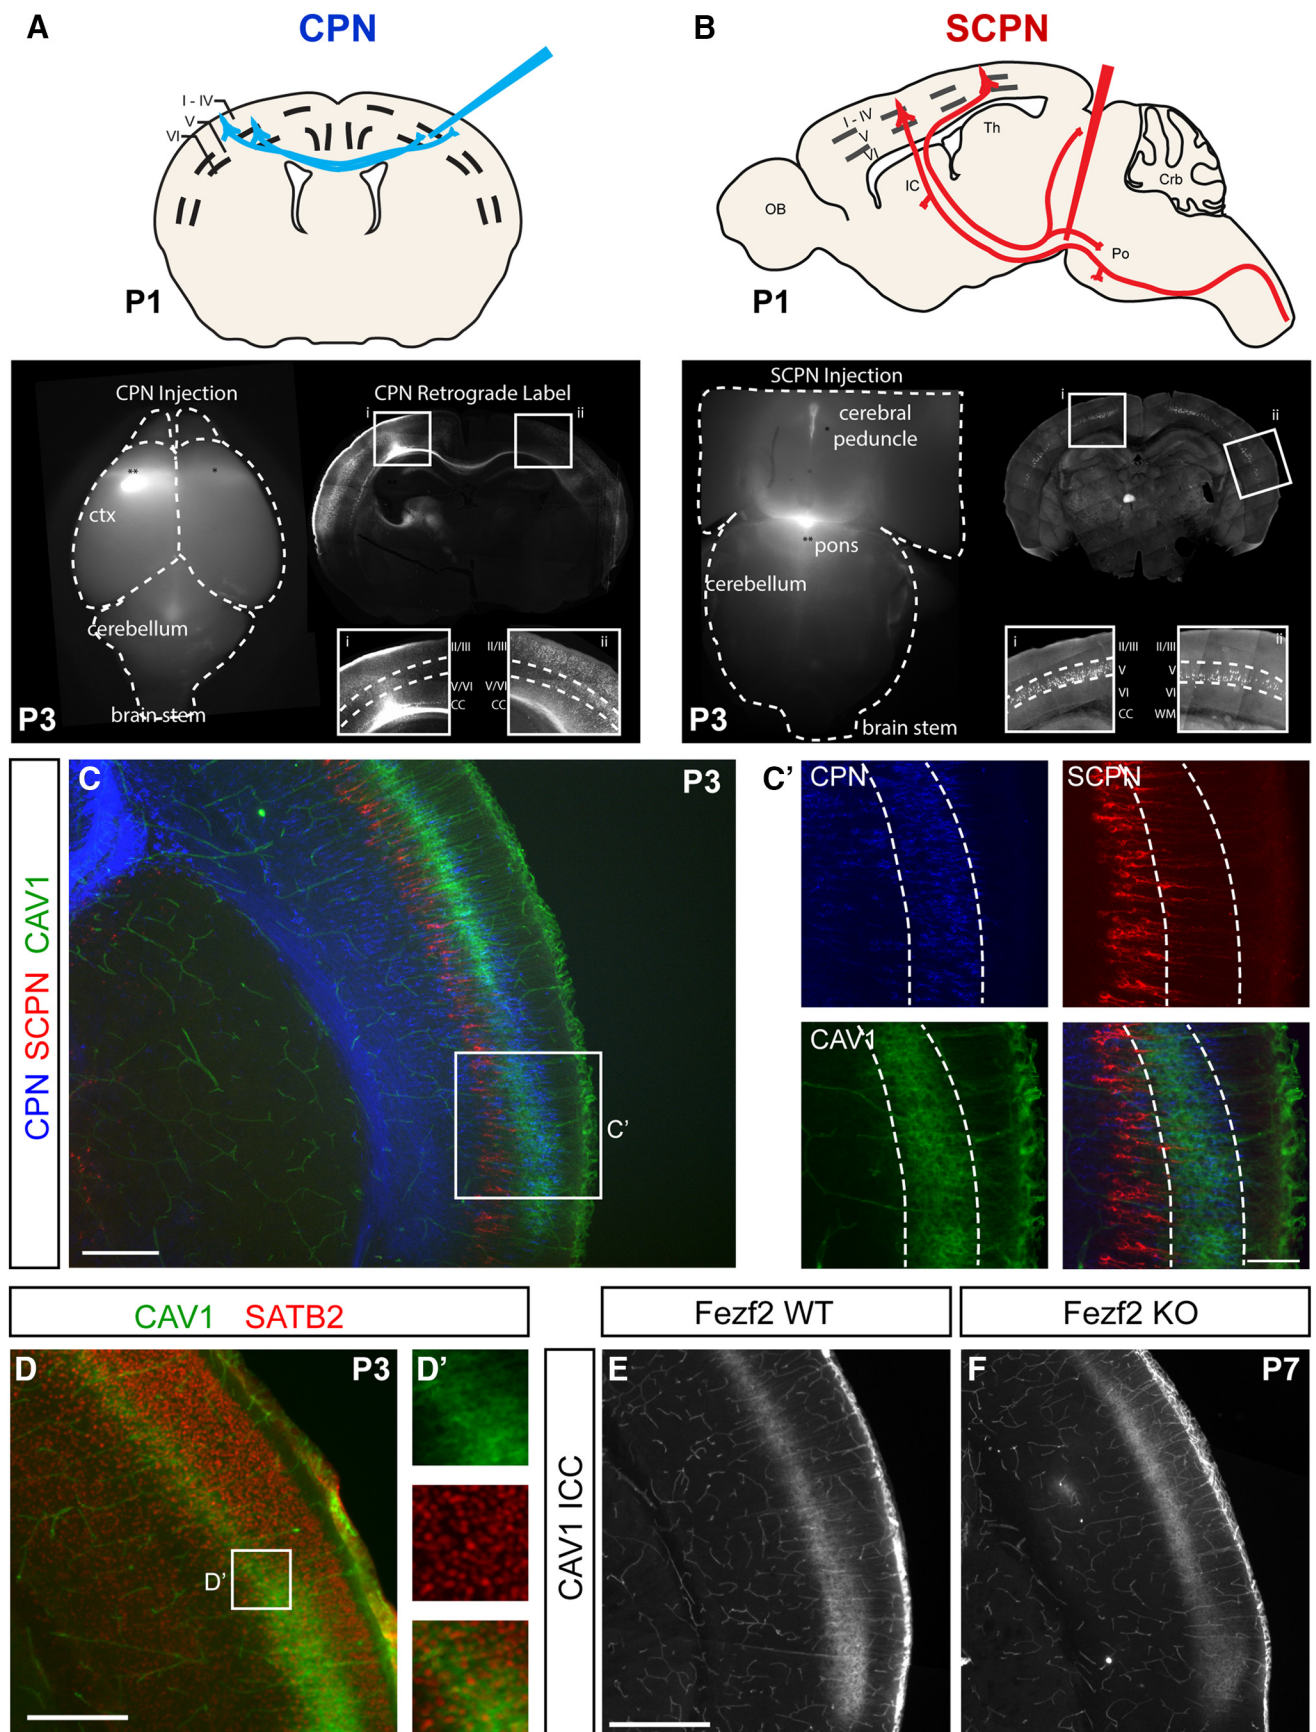 A
CPN
I - IV
V
VI
P1
B
SCPN
I - IV
V
VI
Th
IC
OB
Crb
Po
P1
CPN Injection
**
*
ctx
cerebellum
brain stem
P3
CPN Retrograde Label
i
ii
**
i
II/III
V/VI
CC
II/III
V/VI
CC
ii
SCPN Injection
cerebral
peduncle
*
*
**
pons
cerebellum
brain stem
P3
i
ii
i
II/III
V
VI
CC
II/III
V
VI
WM
ii
CPN SCPN CAV1
C
P3
C'
C'
CPN
SCPN
CAV1
CAV1 SATB2
D
P3
D'
D'
CAV1 ICC
Fezf2 WT
Fezf2 KO
E
F
P7